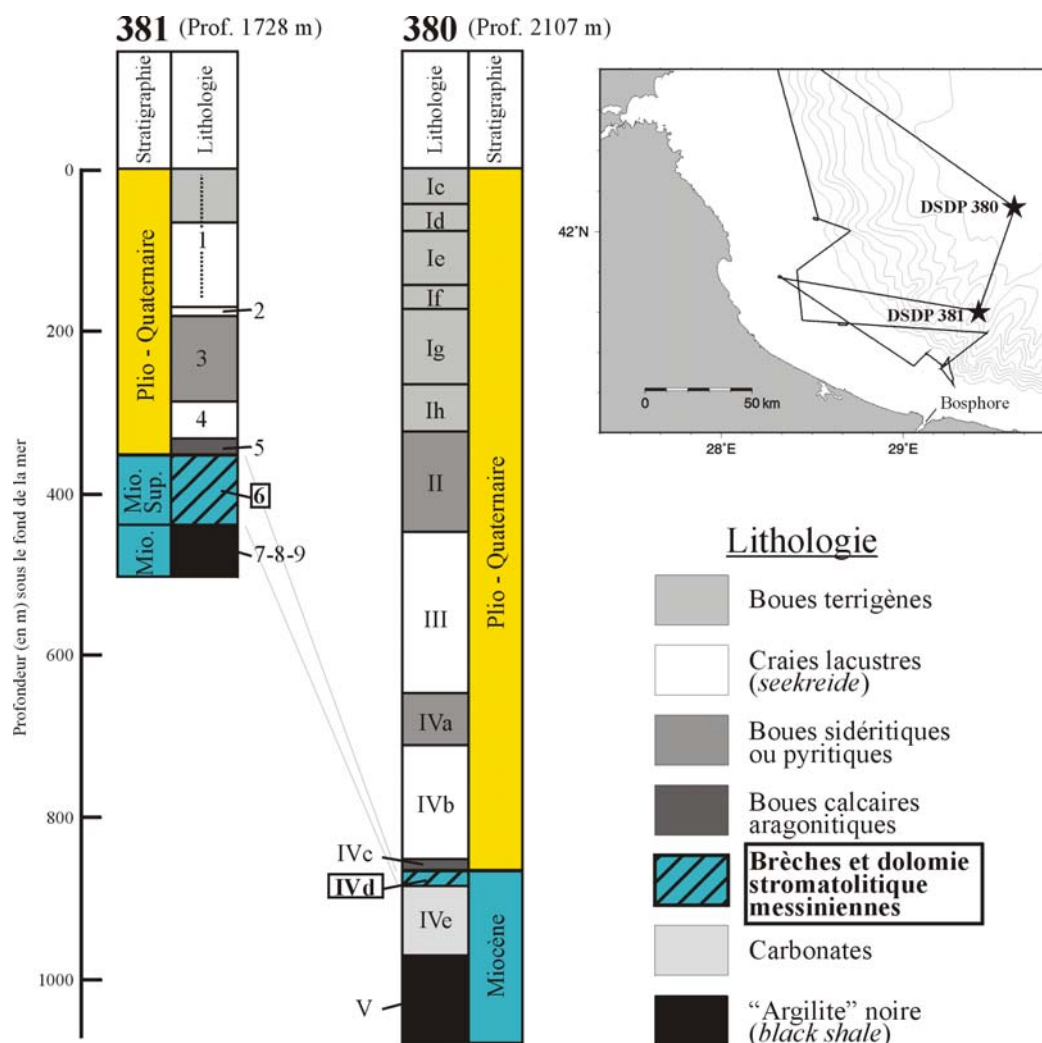 381 (Prof. 1728 m)
380 (Prof. 2107 m)
Stratigraphie
Lithologie
Lithologie
Stratigraphie
Profondeur (en m) sous le fond de la mer
0
200
400
600
800
1000
Plio - Quaternaire
Mio.
Sup.
Mio.
1
2
3
4
5
6
7-8-9
Ic
Id
Ie
If
Ig
Ih
II
III
IVa
IVb
IVc
IVd
IVe
V
Plio - Quaternaire
Miocène
DSDP 380
DSDP 381
42°N
0
50 km
Bosphore
28°E
29°E
Lithologie
Boues terrigènes
Craies lacustres
(seekreide)
Boues sidéritiques
ou pyritiques
Boues calcaires
aragonitiques
Brèches et dolomie
stromatolitique
messiniennes
Carbonates
“Argilite” noire
(black shale)